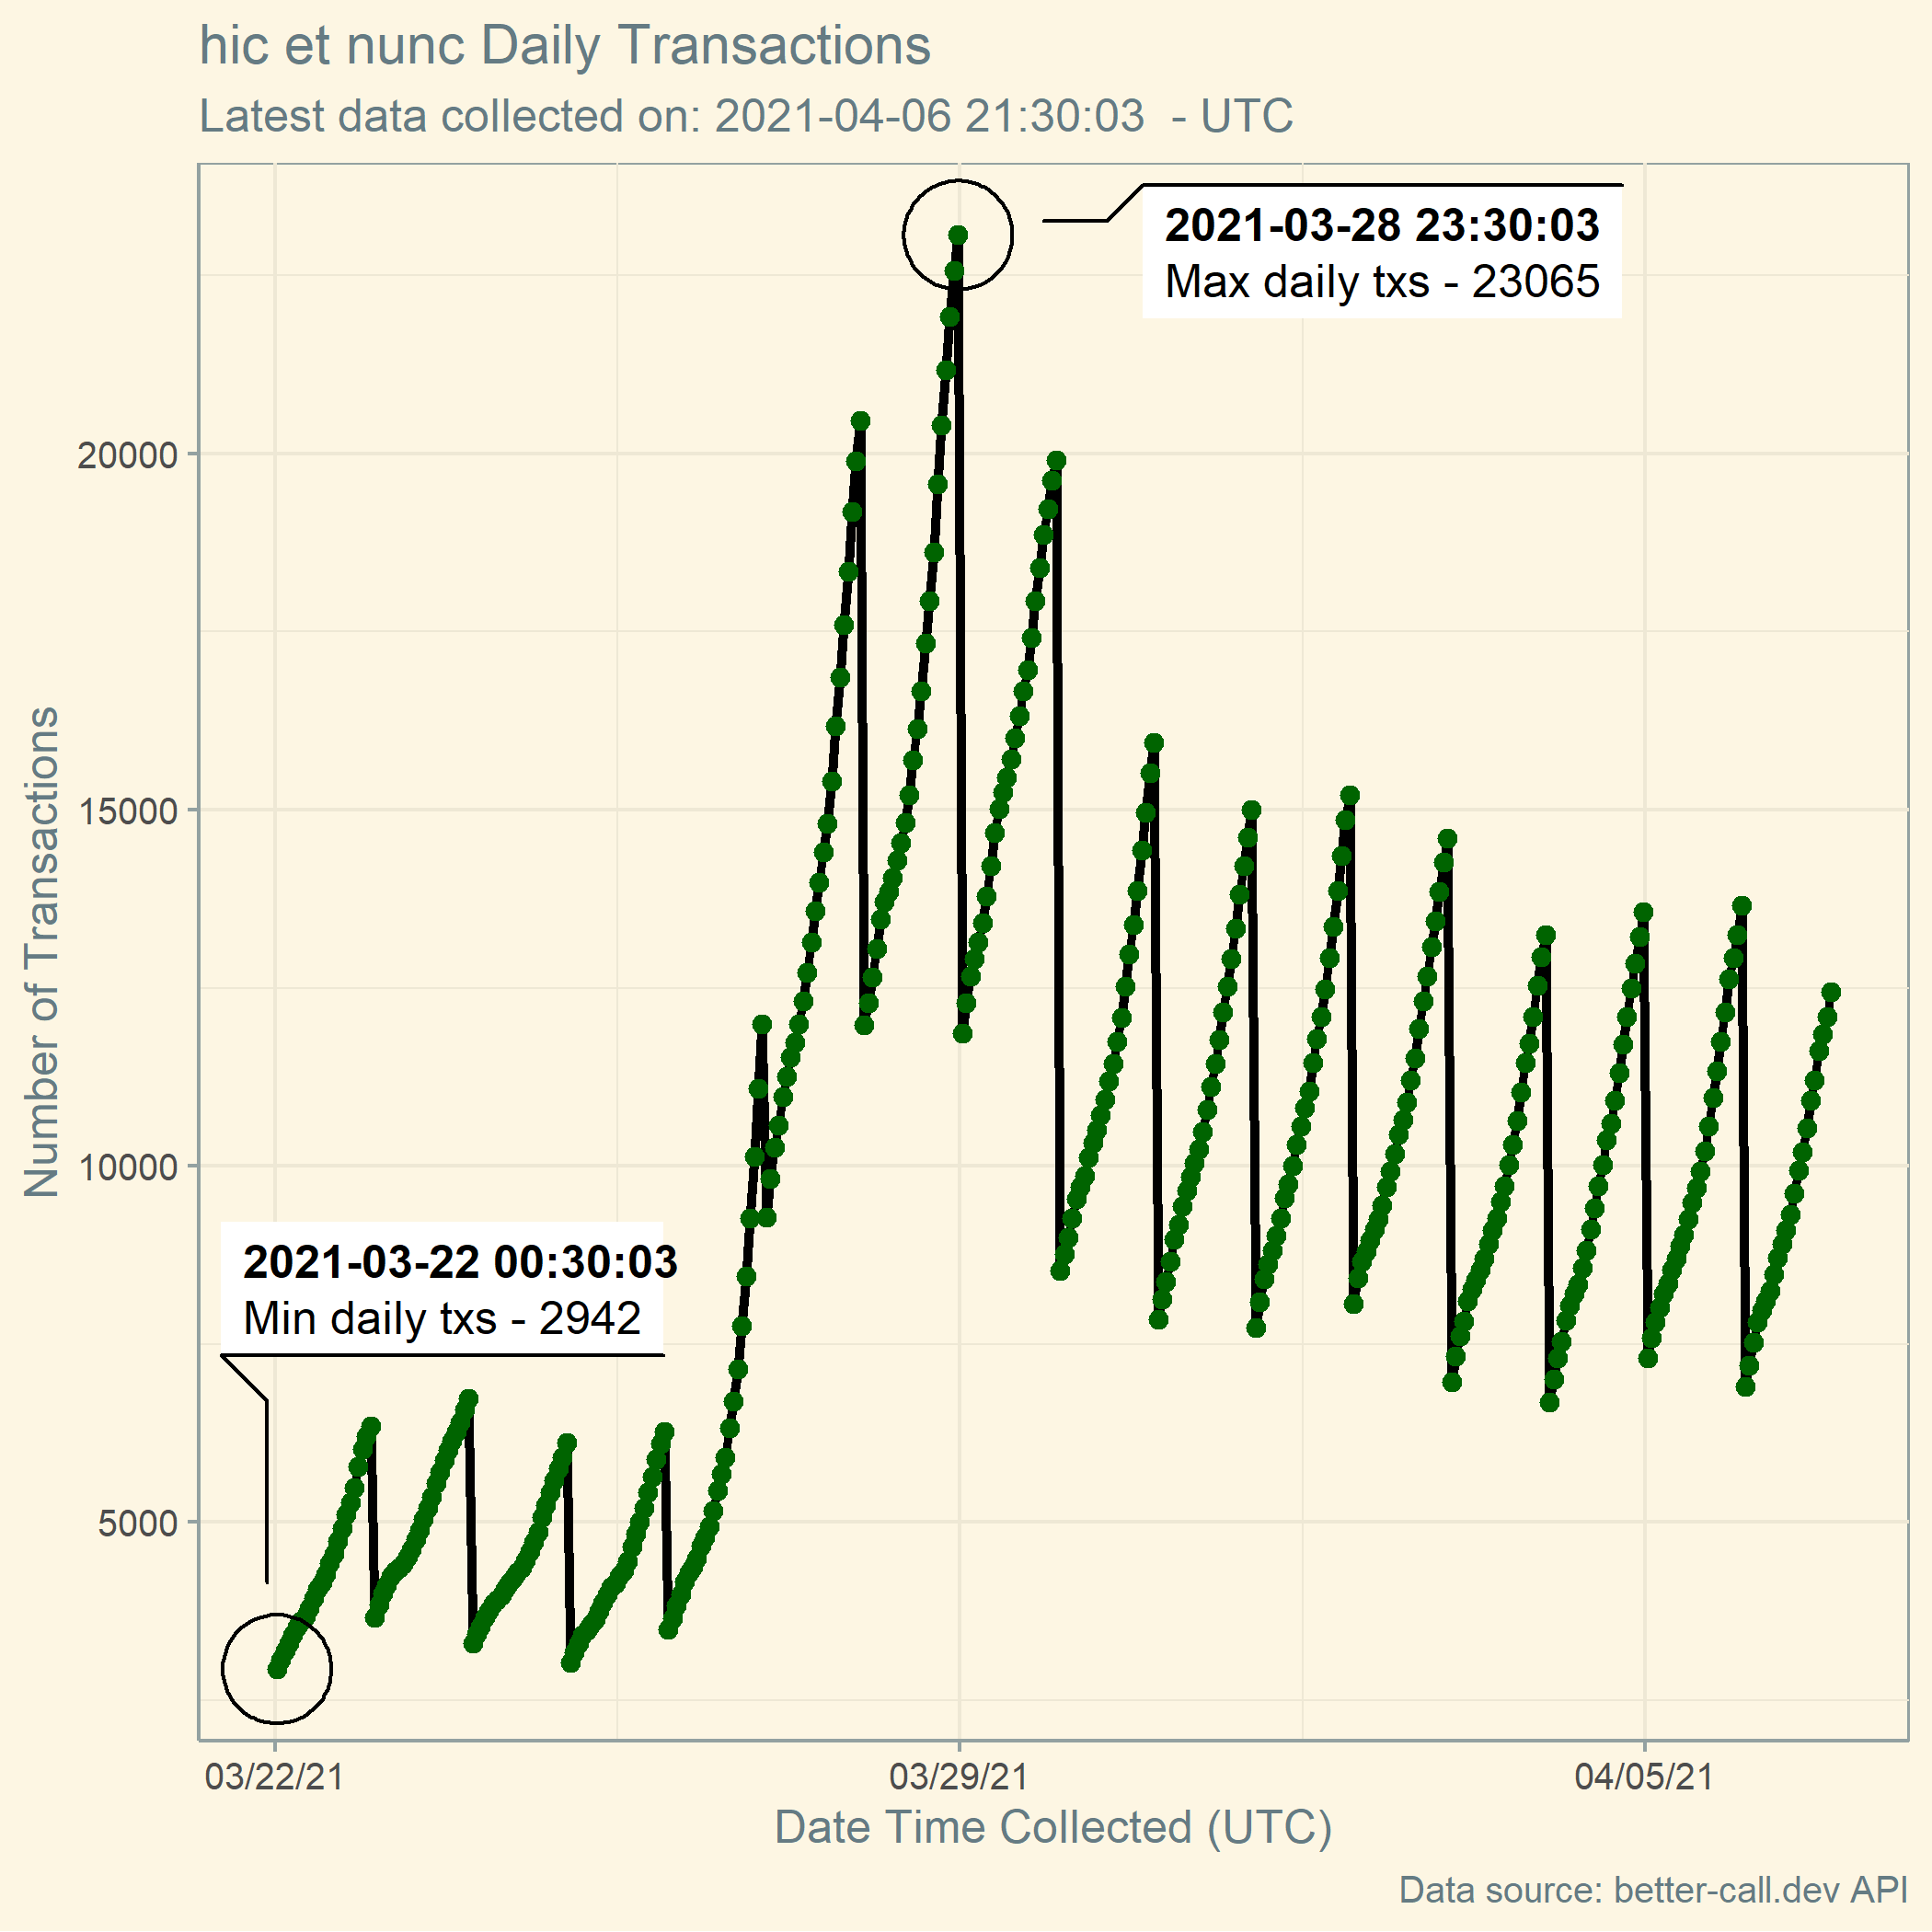 hic et nunc Daily Transactions
Latest data collected on: 2021-04-06 21:30:03  - UTC
2021-03-28 23:30:03
Max daily txs - 23065
20000
15000
10000
5000
Number of Transactions
2021-03-22 00:30:03
Min daily txs - 2942
03/22/21
03/29/21
04/05/21
Date Time Collected (UTC)
Data source: better-call.dev API